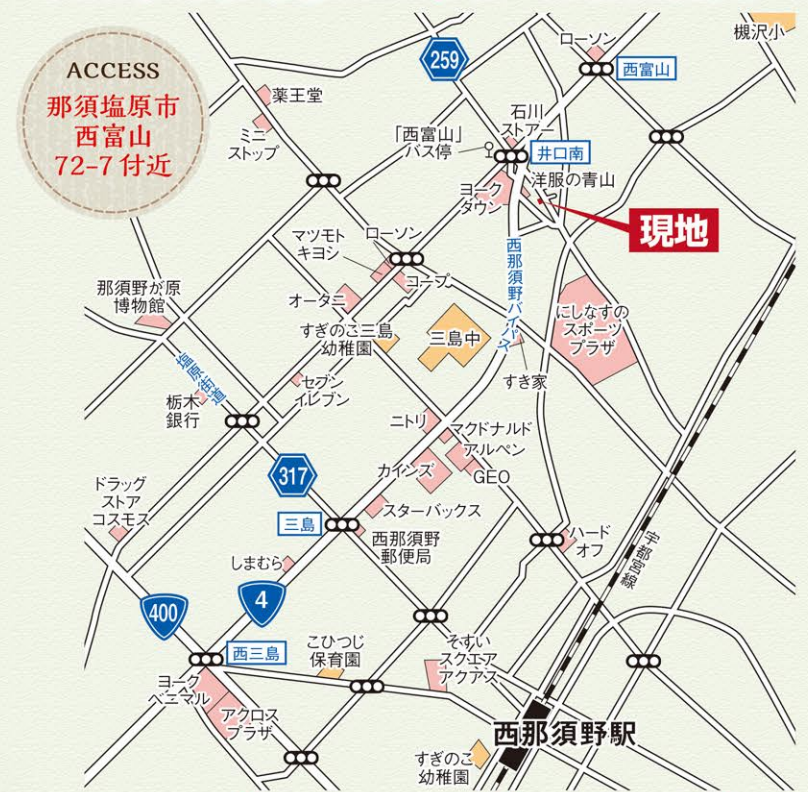 ACCESS
那須塩原市
西富山
72-7付近
259
ローソン
西富山
槻沢小
薬王堂
ミニ
ストップ
石川
ストアー
「西富山」
バス停
井口南
洋服の青山
ヨーク
タウン
現地
ローソン
マツモト
キヨシ
コープ
西那須野バイパス
那須野が原
博物館
オータニ
すぎのこ三島
幼稚園
三島中
にしなすの
スポーツ
プラザ
すき家
塩原街道
セブン
イレブン
栃木
銀行
ニトリ
マクドナルド
アルペン
カインズ
GEO
317
ドラッグ
ストア
コスモス
スターバックス
三島
西那須野
郵便局
ハード
オフ
宇都宮線
しまむら
400
4
西三島
こひつじ
保育園
そすい
スクエア
アクアス
ヨーク
ベニマル
アクロス
プラザ
西那須野駅
すぎのこ
幼稚園